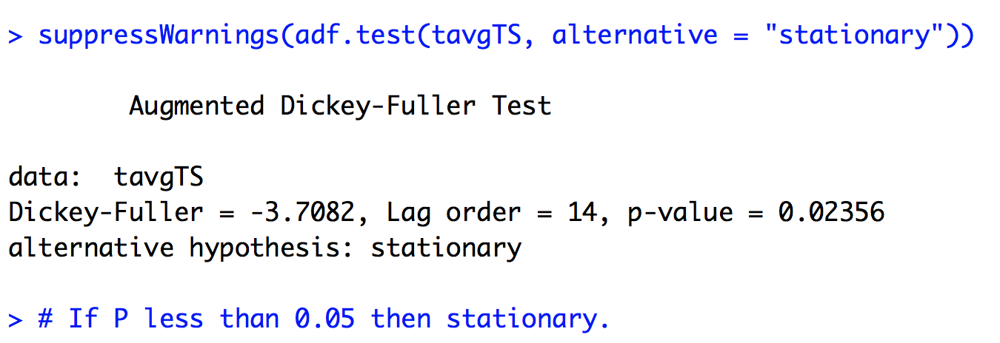 > suppressWarnings(adf.test(tavgTS, alternative = "stationary"))
Augmented Dickey-Fuller Test
data:  tavgTS
Dickey-Fuller = -3.7082, Lag order = 14, p-value = 0.02356
alternative hypothesis: stationary
> # If P less than 0.05 then stationary.